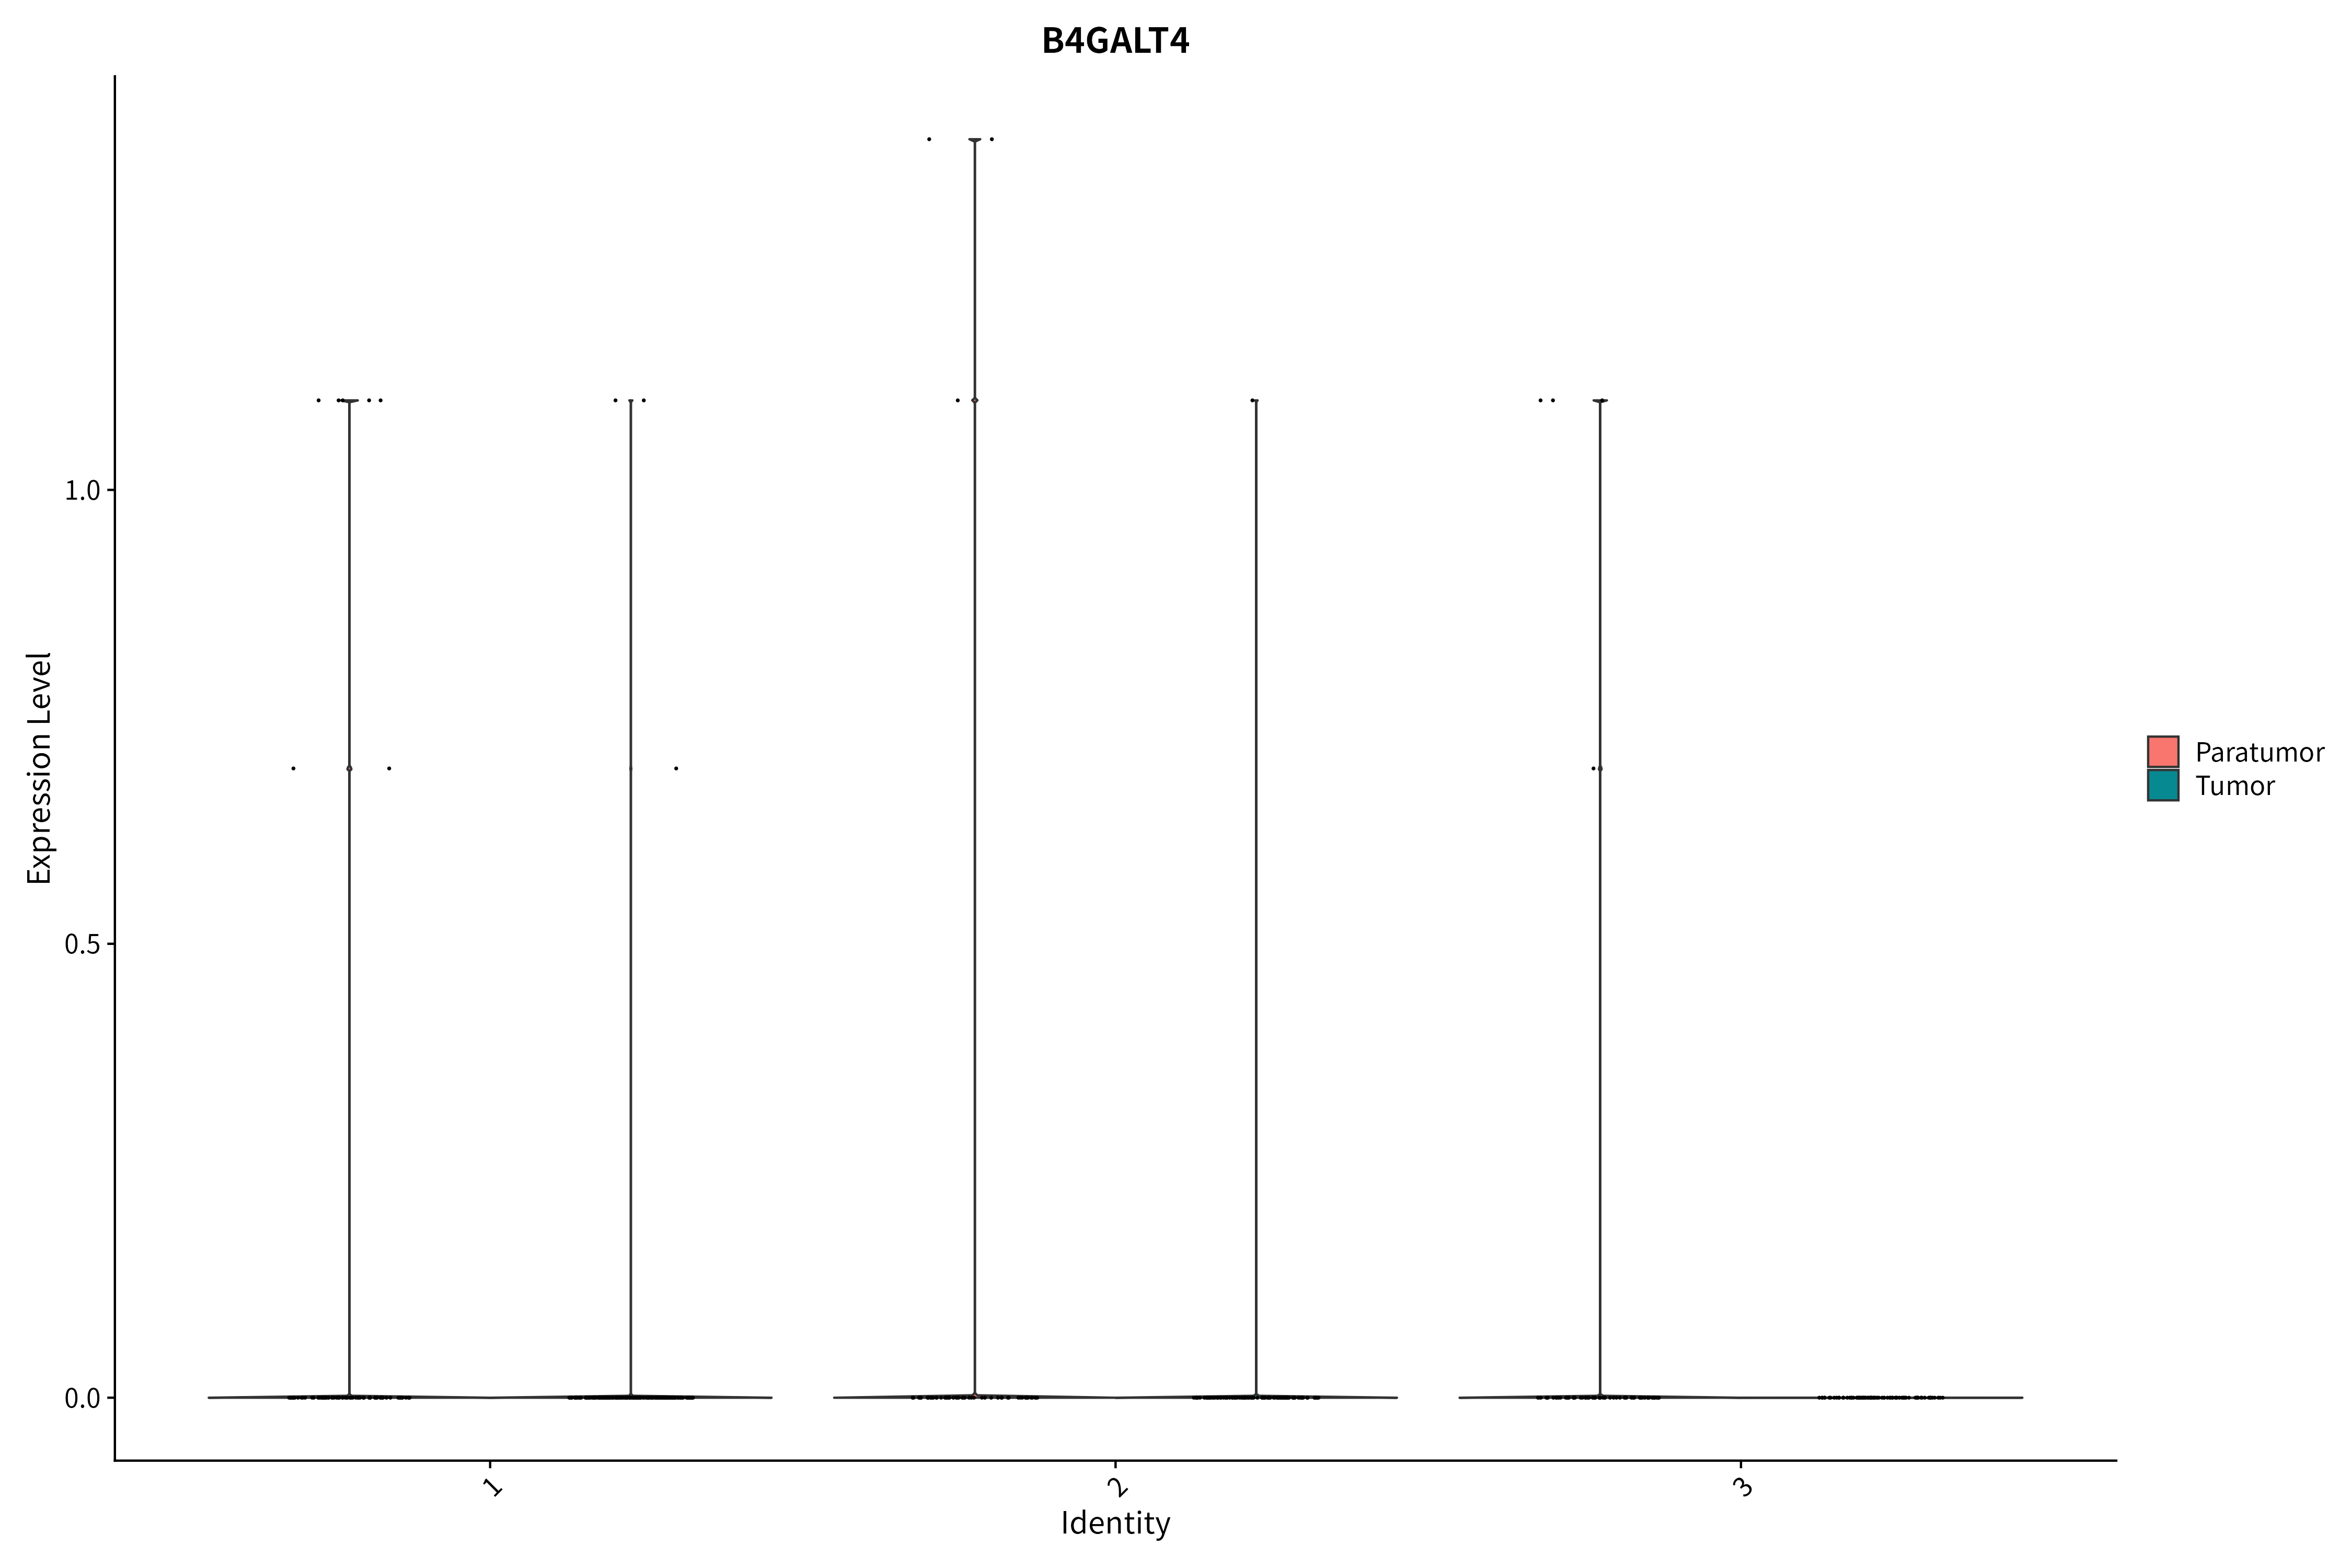 B4GALT4
Expression Level
1.0
0.5
0.0
1
2
3
Identity
Paratumor
Tumor